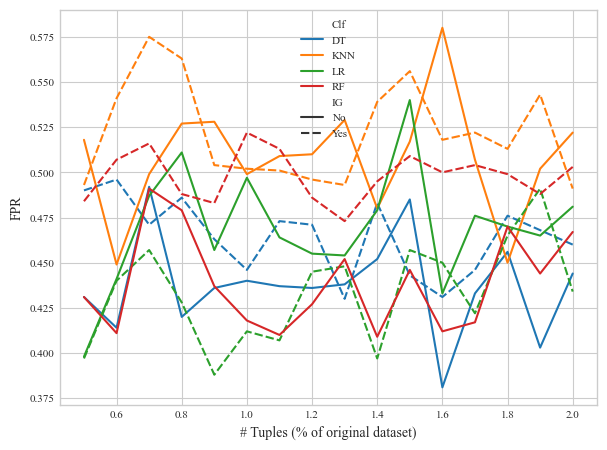 Clf
DT
KNN
LR
RF
IG
No
Yes
FPR
0.575
0.550
0.525
0.500
0.475
0.450
0.425
0.400
0.375
0.6 0.8 1.0 1.2 1.4 1.6 1.8 2.0
# Tuples (% of original dataset)